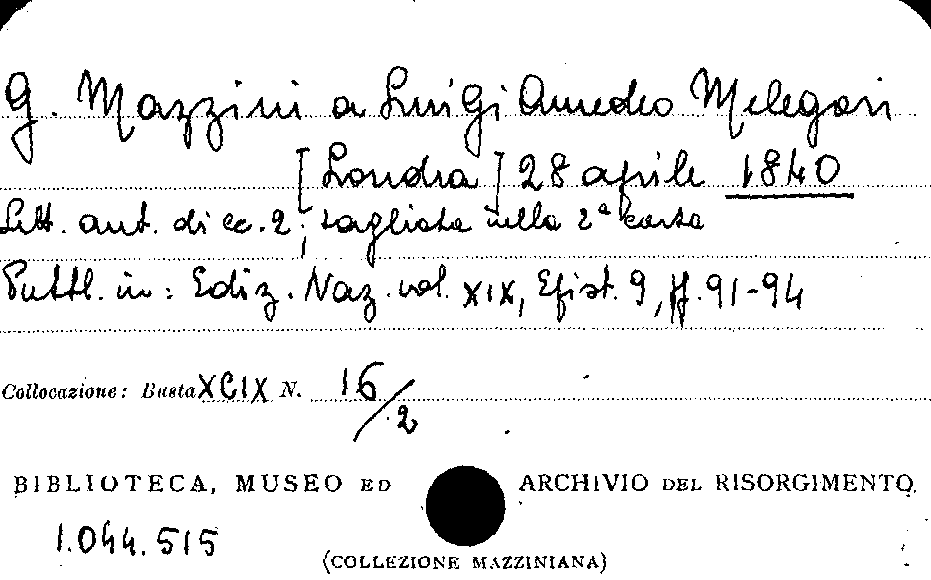 G. Mazzini a Luigi Amedeo Melegari
[Londra] 28 aprile 1840
Lett. aut. di cc. 2; tagliata nella 2ª carta
Pubbl. in: Ediz. Naz. vol. XIX, Epist. 9, pp. 91-94
Collocazione: Busta XCIX N. 16/2
BIBLIOTECA, MUSEO ED ARCHIVIO DEL RISORGIMENTO
1.044.515
(COLLEZIONE MAZZINIANA)